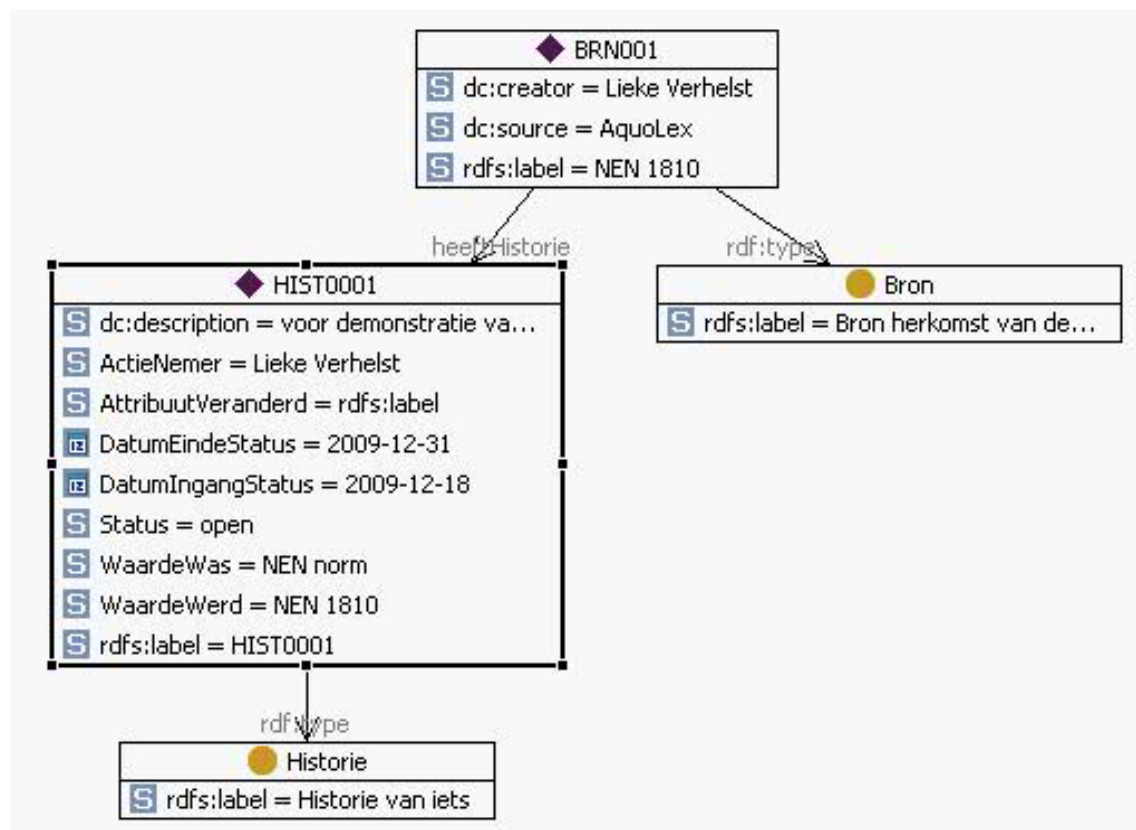 BRN001
dc:creator = Lieke Verhelst
dc:source = AquoLex
rdfs:label = NEN 1810
heeftHistorie
rdf:type
HIST0001
dc:description = voor demonstratie va...
ActieNemer = Lieke Verhelst
AttribuutVeranderd = rdfs:label
DatumEindeStatus = 2009-12-31
DatumIngangStatus = 2009-12-18
Status = open
WaardeWas = NEN norm
WaardeWerd = NEN 1810
rdfs:label = HIST0001
Bron
rdfs:label = Bron herkomst van de...
rdf:type
Historie
rdfs:label = Historie van iets